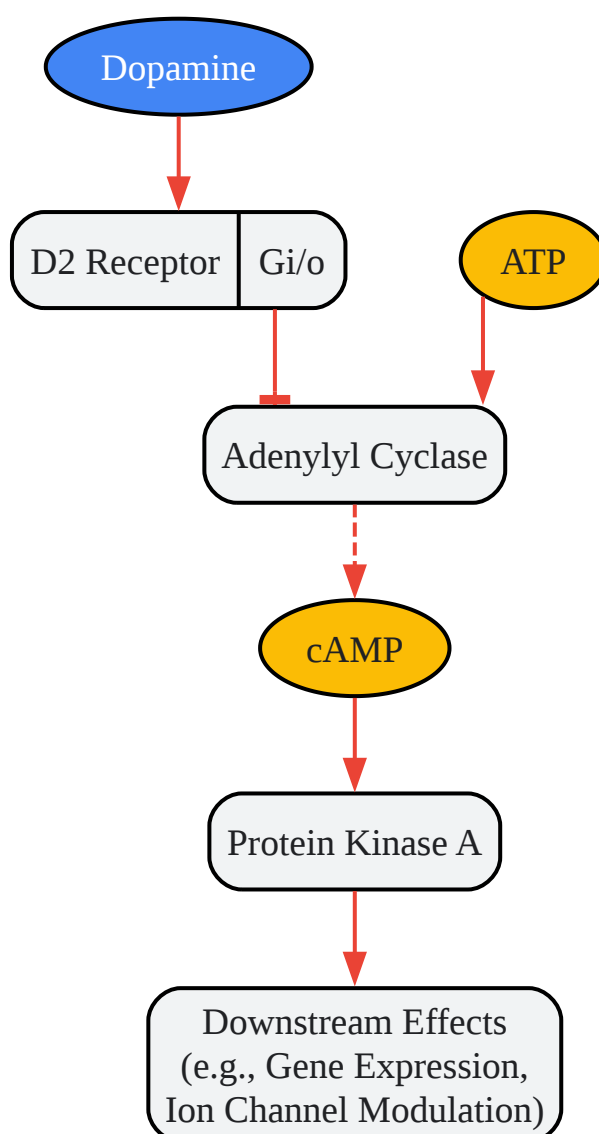 Dopamine
D2 Receptor
Gi/o
ATP
Adenylyl Cyclase
cAMP
Protein Kinase A
Downstream Effects
(e.g., Gene Expression,
Ion Channel Modulation)